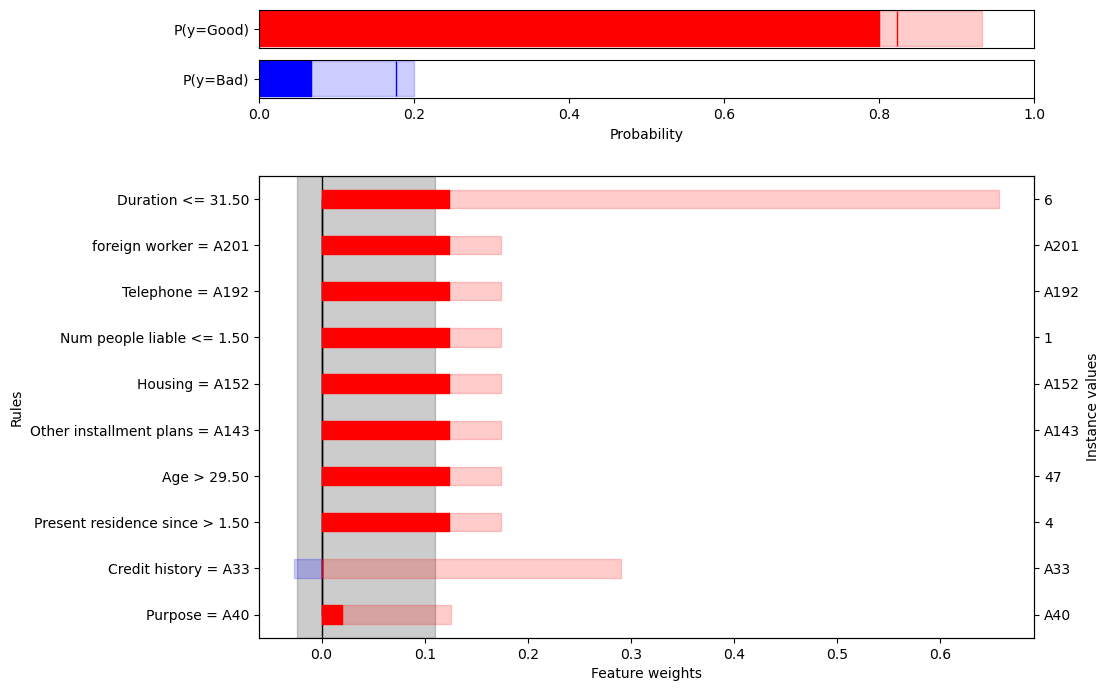 P(y=Good)
P(y=Bad)
0.0 0.2 0.4 0.6 0.8 1.0
Probability
Duration <= 31.50 6
foreign worker = A201 A201
Telephone = A192 A192
Num people liable <= 1.50 1
Housing = A152 A152
Other installment plans = A143 A143
Age > 29.50 47
Present residence since > 1.50 4
Credit history = A33 A33
Purpose = A40 A40
Rules
Instance values
0.0 0.1 0.2 0.3 0.4 0.5 0.6
Feature weights